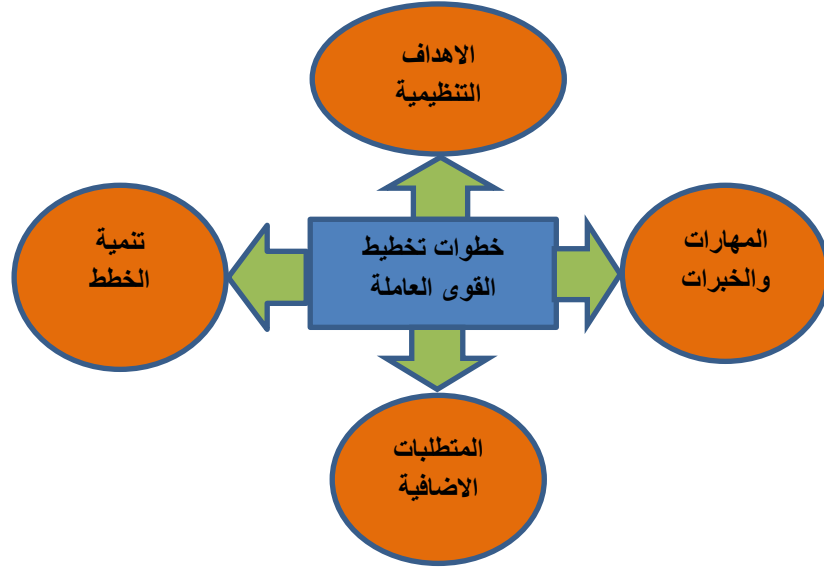 الاهداف
التنظيمية
المهارات
والخبرات
خطوات تخطيط
القوى العاملة
تنمية
الخطط
المتطلبات
الاضافية